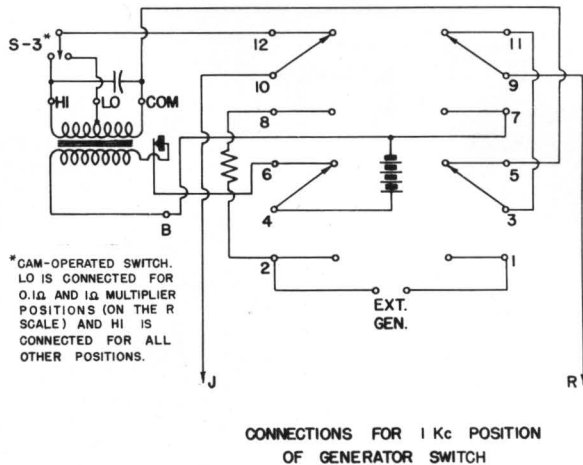 S-3*
12
11
10
9
HI
LO
COM
8
7
6
5
4
3
B
2
1
EXT.
GEN.
*CAM-OPERATED SWITCH.
LO IS CONNECTED FOR
0.1Ω AND 1Ω MULTIPLIER
POSITIONS (ON THE R
SCALE) AND HI IS
CONNECTED FOR ALL
OTHER POSITIONS.
J
R
CONNECTIONS FOR 1 Kc POSITION
OF GENERATOR SWITCH